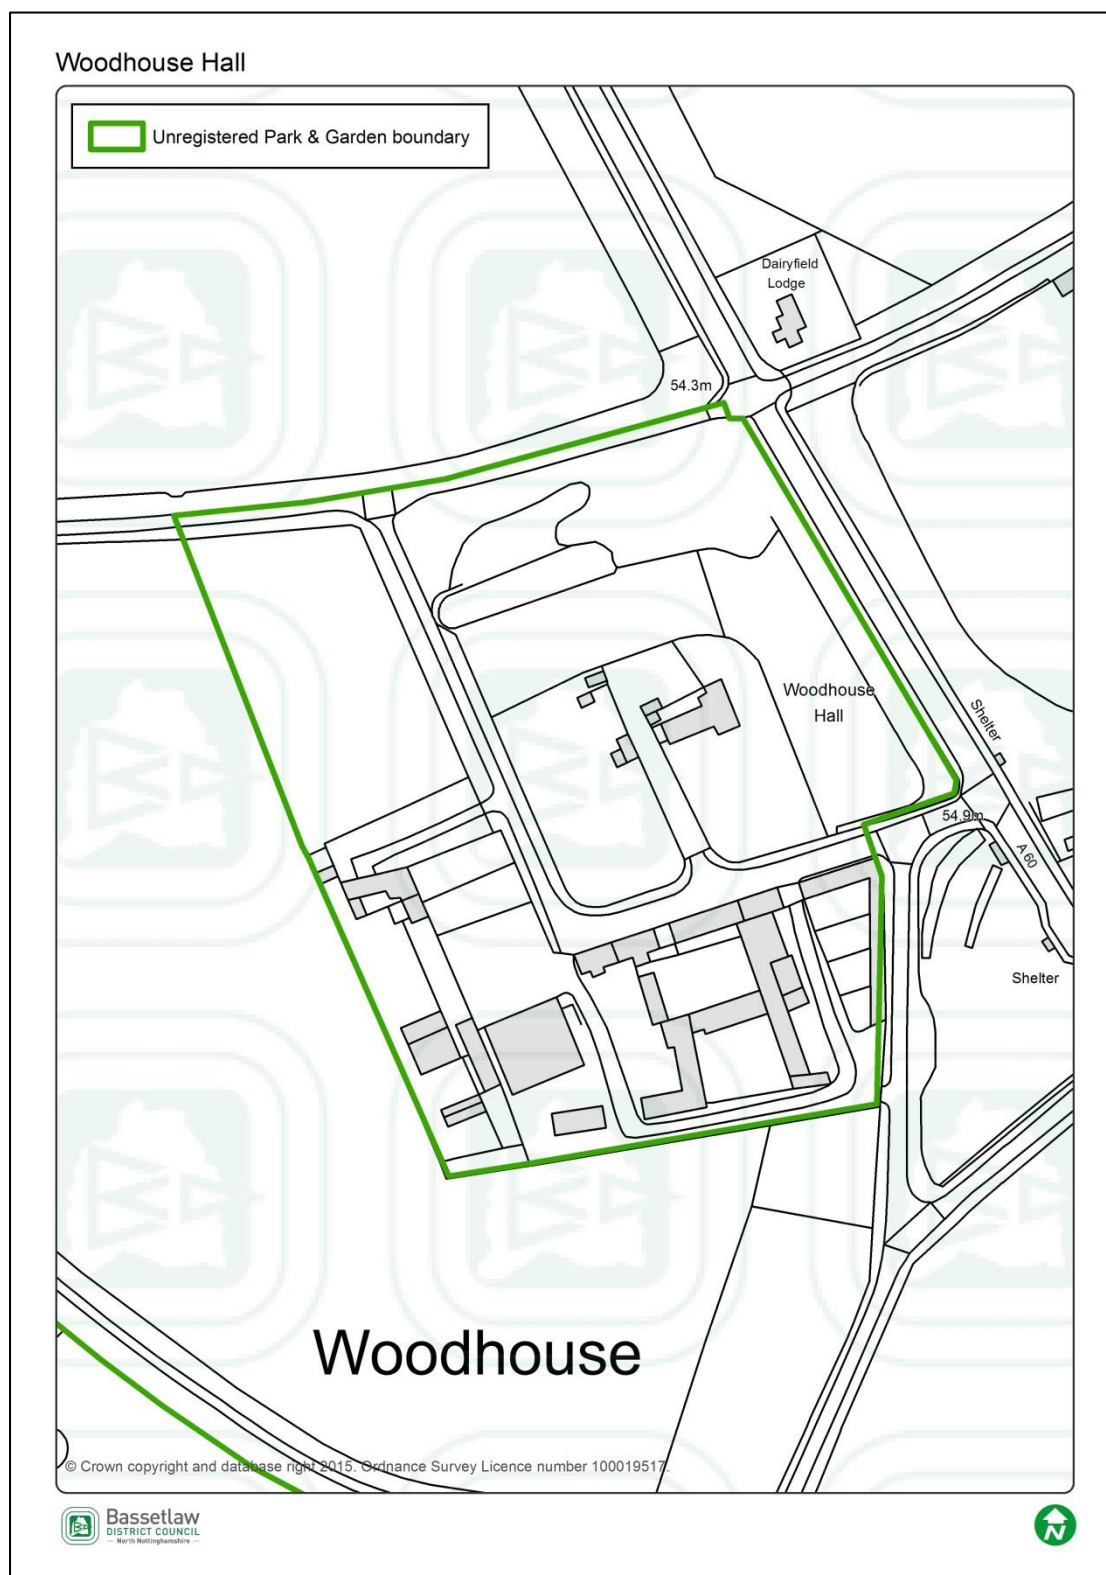 Woodhouse Hall
Unregistered Park & Garden boundary
Dairyfield
Lodge
54.3m
Woodhouse
Hall
Shelter
54.9m
A 60
Shelter
Woodhouse
© Crown copyright and database right 2015. Ordnance Survey Licence number 100019517.
Bassetlaw
DISTRICT COUNCIL
North Nottinghamshire
N